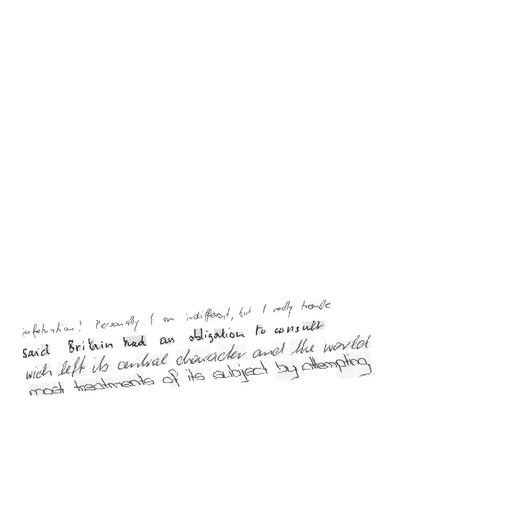 infatuation! Personally I am indifferent, but I really tremble
said Britain had an obligation to consult
wich left its central character and the world
most treatments of its subject by attempting